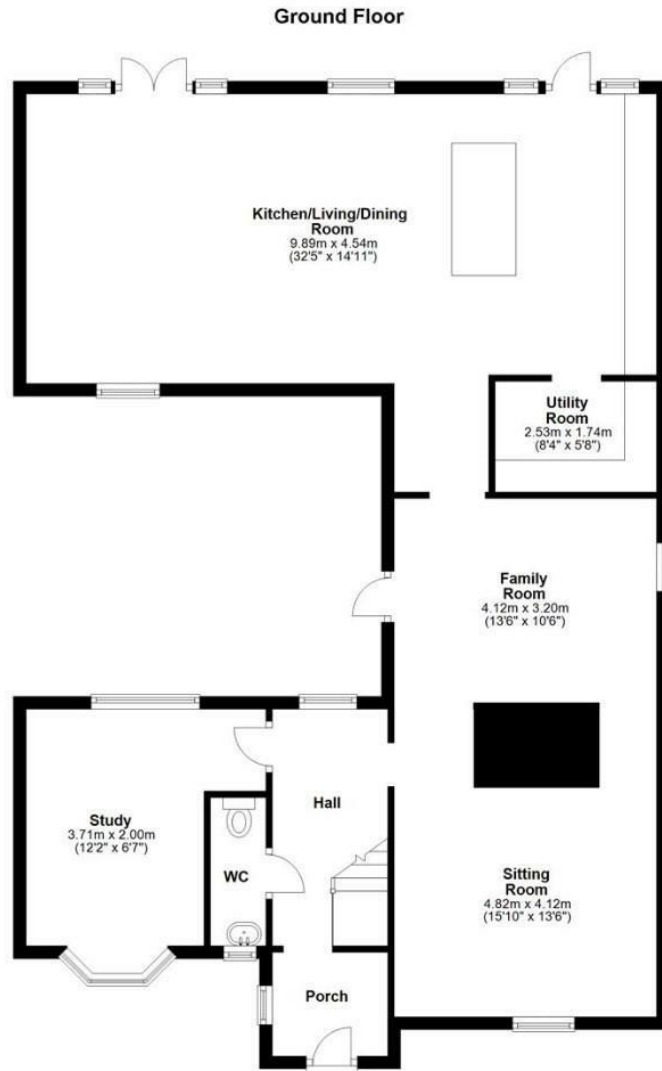 Ground Floor
Kitchen/Living/Dining
Room
9.89m x 4.54m
(32'5" x 14'11")
Utility
Room
2.53m x 1.74m
(8'4" x 5'8")
Family
Room
4.12m x 3.20m
(13'6" x 10'6")
Hall
Study
3.71m x 2.00m
(12'2" x 6'7")
WC
Sitting
Room
4.82m x 4.12m
(15'10" x 13'6")
Porch